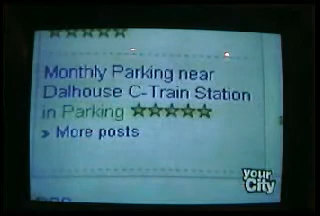 Monthly Parking near
Dalhouse C-Train Station
in Parking ☆☆☆☆☆
» More posts
your
City